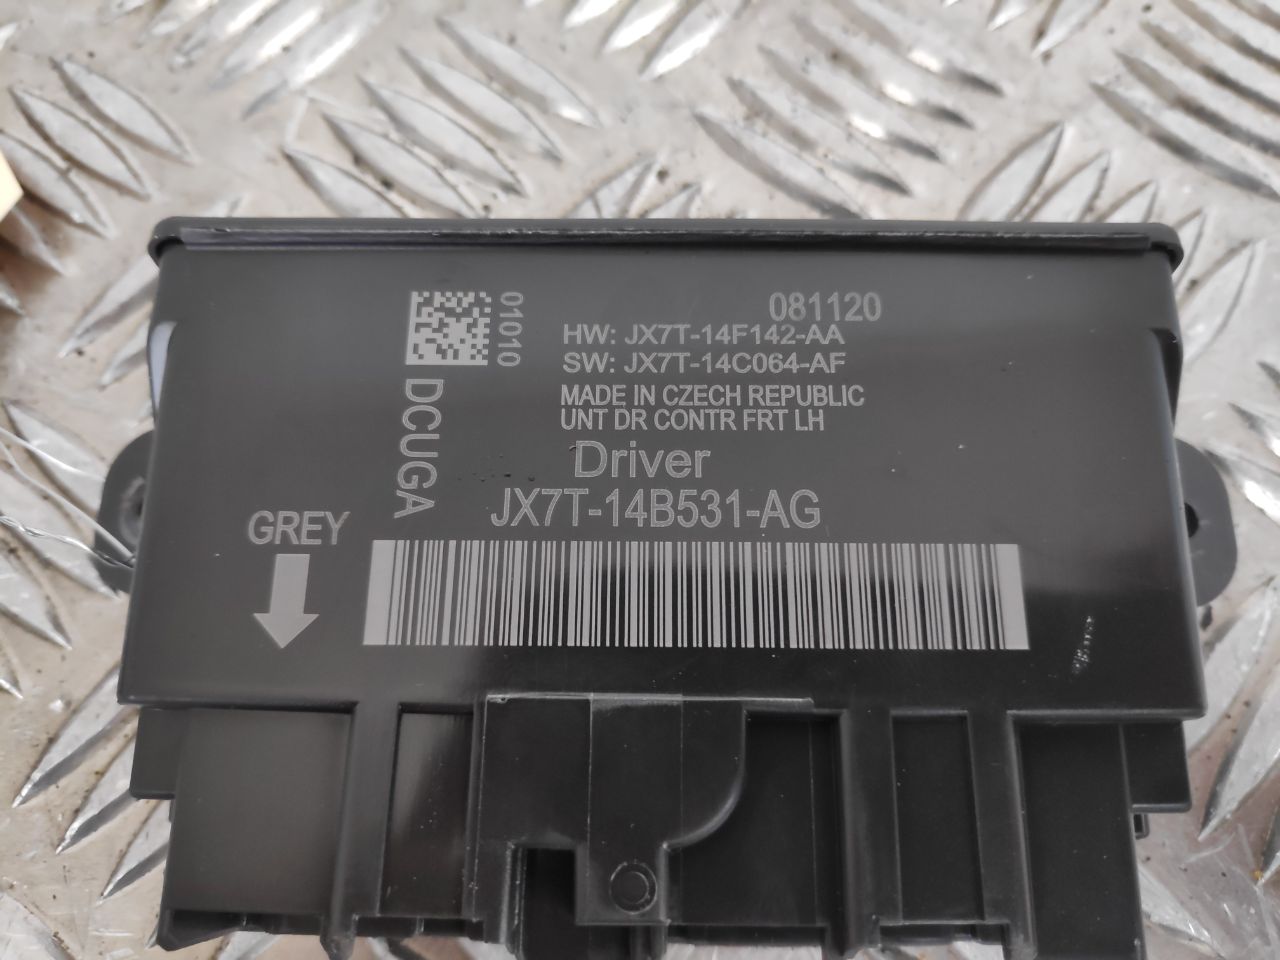 081120
01010
HW: JX7T-14F142-AA
SW: JX7T-14C064-AF
MADE IN CZECH REPUBLIC
UNT DR CONTR FRT LH
DCUGA
Driver
JX7T-14B531-AG
GREY